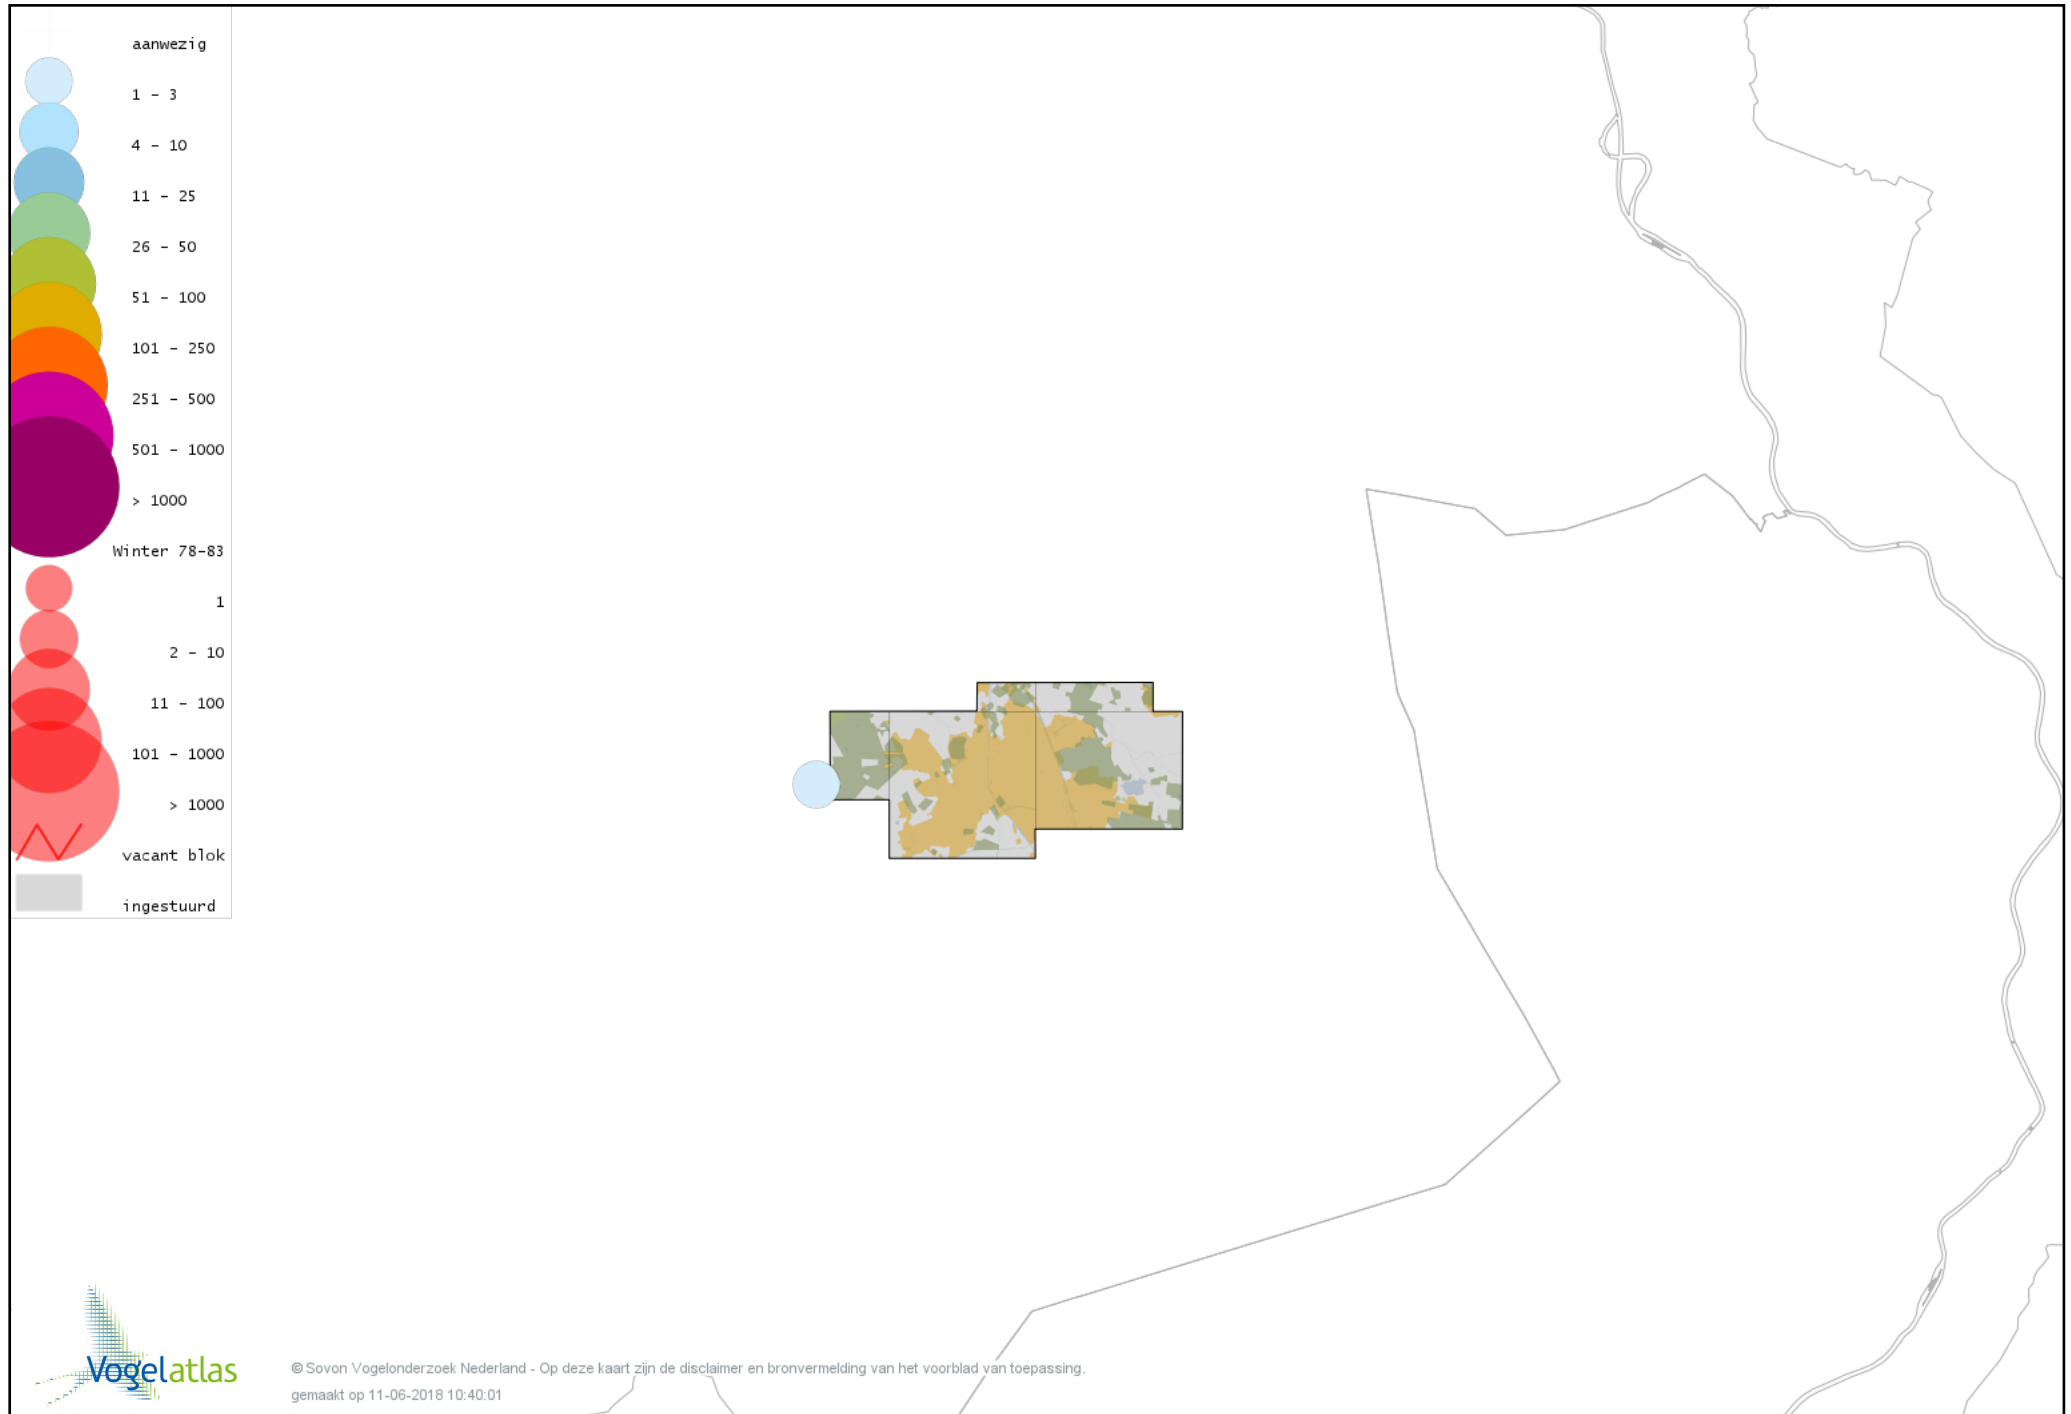 aanwezig
1 – 3
4 – 10
11 – 25
26 – 50
51 – 100
101 – 250
251 – 500
501 – 1000
> 1000
Winter 78–83
1
2 – 10
11 – 100
101 – 1000
> 1000
vacant blok
ingestuurd
Vogelatlas
© Sovon Vogelonderzoek Nederland - Op deze kaart zijn de disclaimer en bronvermelding van het voorblad van toepassing.
gemaakt op 11-06-2018 10:40:01